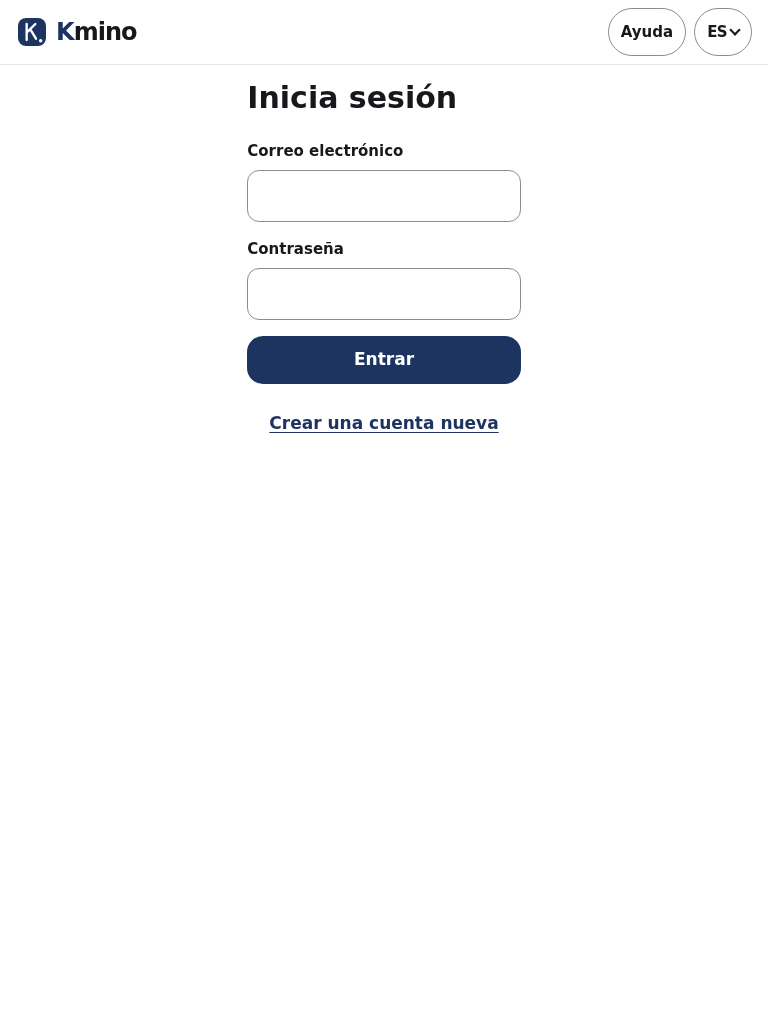 K. Kmino
Ayuda
ES
Inicia sesión
Correo electrónico
Contraseña
Entrar
Crear una cuenta nueva